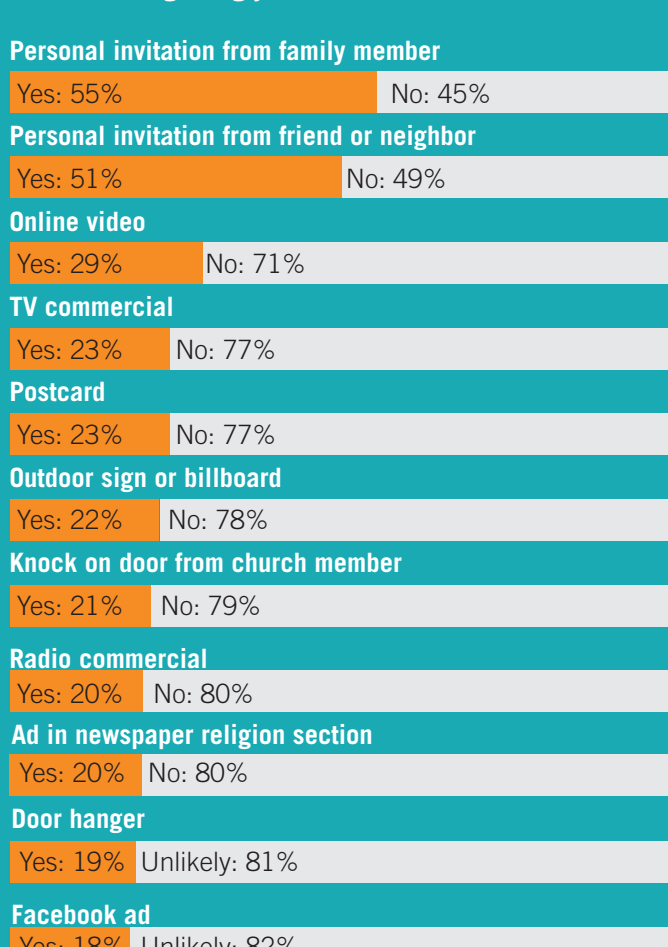 Personal invitation from family member
Yes: 55% No: 45%
Personal invitation from friend or neighbor
Yes: 51% No: 49%
Online video
Yes: 29% No: 71%
TV commercial
Yes: 23% No: 77%
Postcard
Yes: 23% No: 77%
Outdoor sign or billboard
Yes: 22% No: 78%
Knock on door from church member
Yes: 21% No: 79%
Radio commercial
Yes: 20% No: 80%
Ad in newspaper religion section
Yes: 20% No: 80%
Door hanger
Yes: 19% Unlikely: 81%
Facebook ad
Yes: 18% Unlikely: 82%